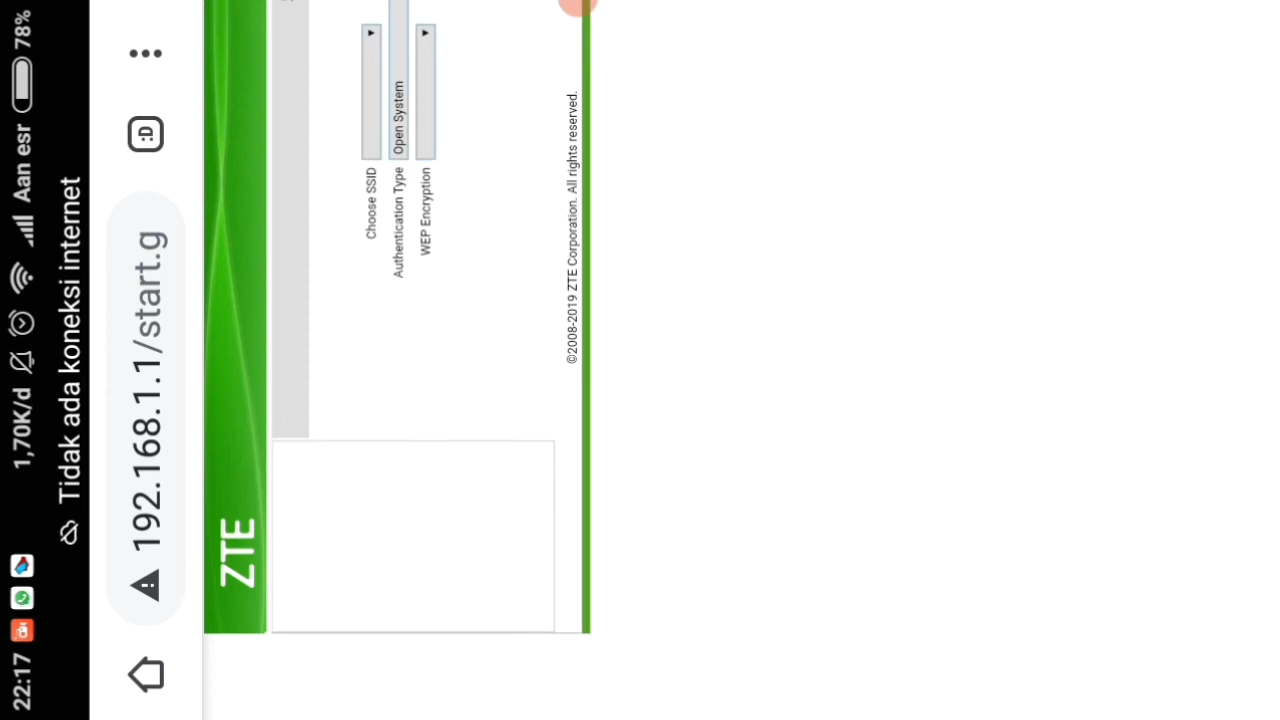 22:17 1,70K/d Aan esr 78%
Tidak ada koneksi internet
192.168.1.1/start.g :D
ZTE
Choose SSID
Authentication Type Open System
WEP Encryption
©2008-2019 ZTE Corporation. All rights reserved.